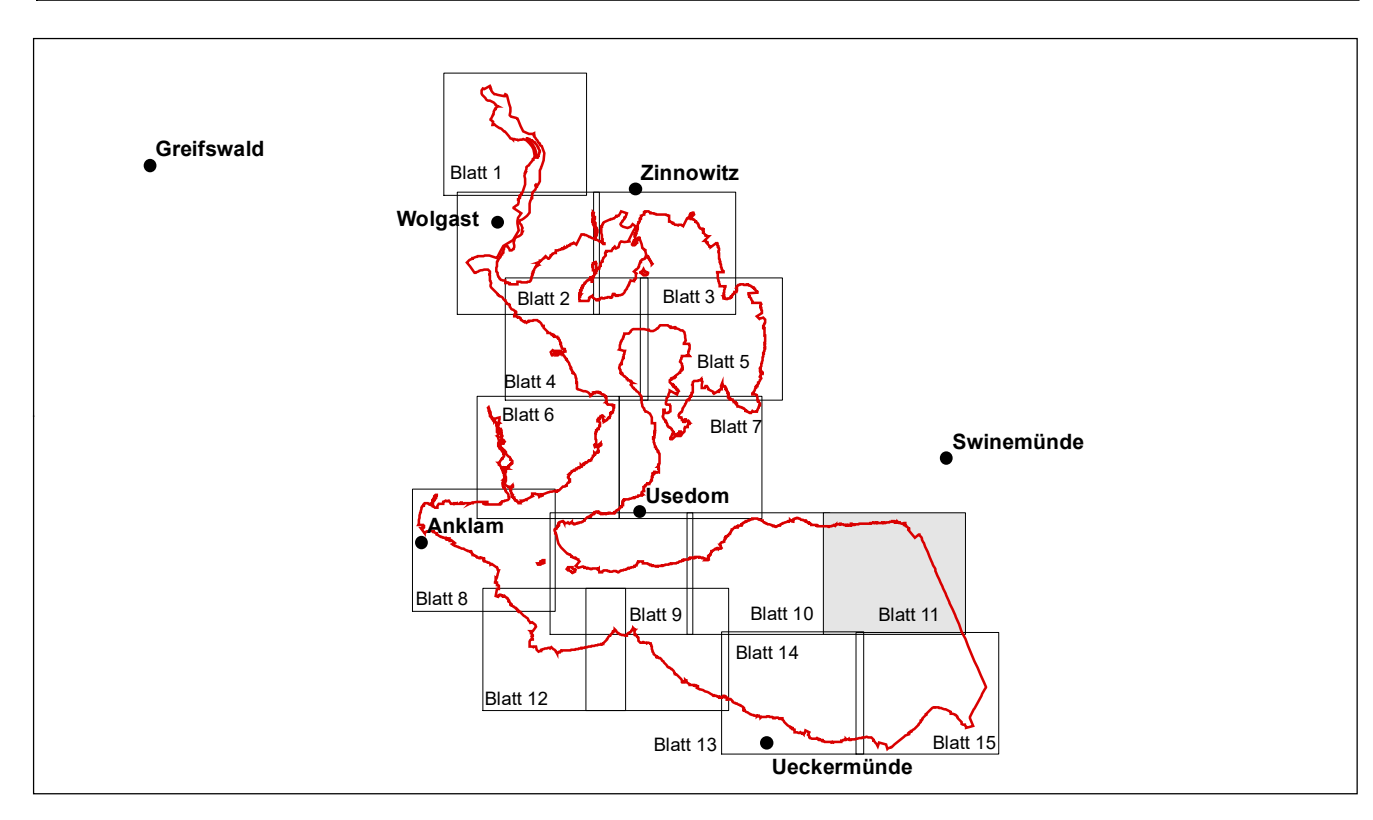 Greifswald
Blatt 1
Zinnowitz
Wolgast
Blatt 2
Blatt 3
Blatt 5
Blatt 4
Blatt 6
Blatt 7
Swinemünde
Usedom
Anklam
Blatt 8
Blatt 9
Blatt 10
Blatt 11
Blatt 14
Blatt 12
Blatt 13
Blatt 15
Ueckermünde